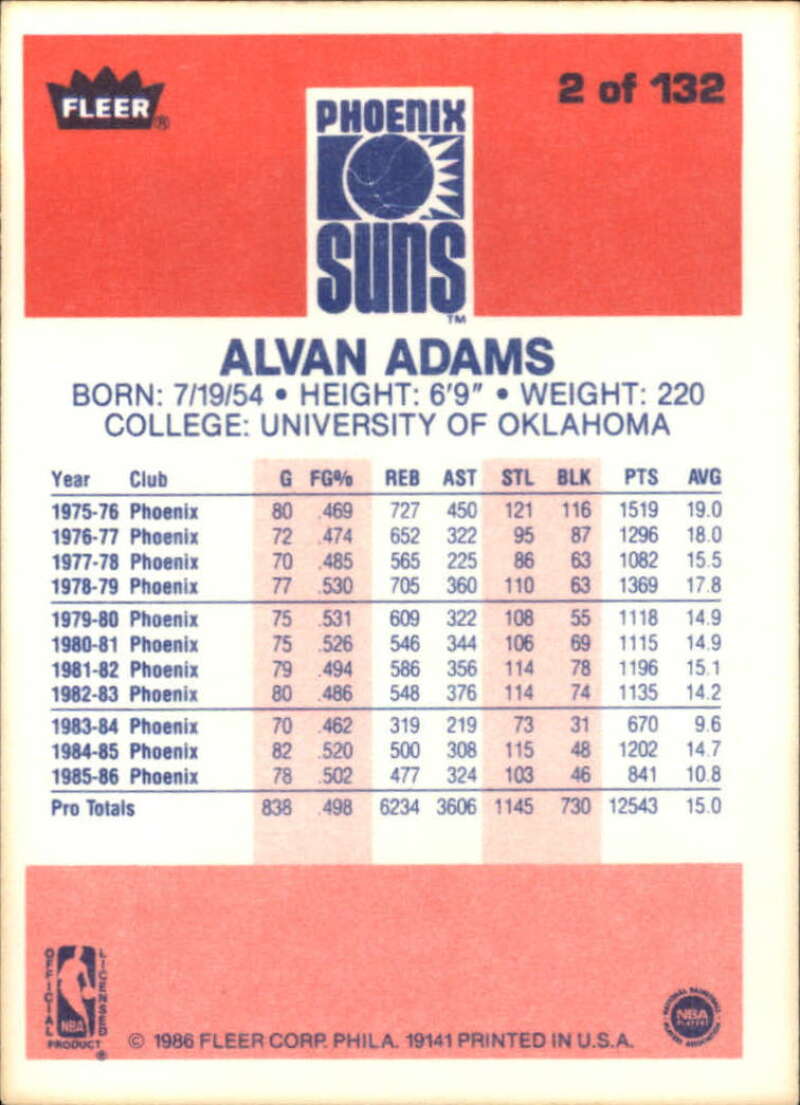 FLEER®
2 of 132
PHOENIX
SUNS
TM
ALVAN ADAMS
BORN: 7/19/54 • HEIGHT: 6'9" • WEIGHT: 220
COLLEGE: UNIVERSITY OF OKLAHOMA
Year Club G FG% REB AST STL BLK PTS AVG
1975-76 Phoenix 80 .469 727 450 121 116 1519 19.0
1976-77 Phoenix 72 .474 652 322 95 87 1296 18.0
1977-78 Phoenix 70 .485 565 225 86 63 1082 15.5
1978-79 Phoenix 77 .530 705 360 110 63 1369 17.8
1979-80 Phoenix 75 .531 609 322 108 55 1118 14.9
1980-81 Phoenix 75 .526 546 344 106 69 1115 14.9
1981-82 Phoenix 79 .494 586 356 114 78 1196 15.1
1982-83 Phoenix 80 .486 548 376 114 74 1135 14.2
1983-84 Phoenix 70 .462 319 219 73 31 670 9.6
1984-85 Phoenix 82 .520 500 308 115 48 1202 14.7
1985-86 Phoenix 78 .502 477 324 103 46 841 10.8
Pro Totals 838 .498 6234 3606 1145 730 12543 15.0
OFFICIAL
LICENSED
NBA
PRODUCT®
© 1986 FLEER CORP. PHILA. 19141 PRINTED IN U.S.A.
NATIONAL BASKETBALL
NBA
PLAYERS
ASSOCIATION